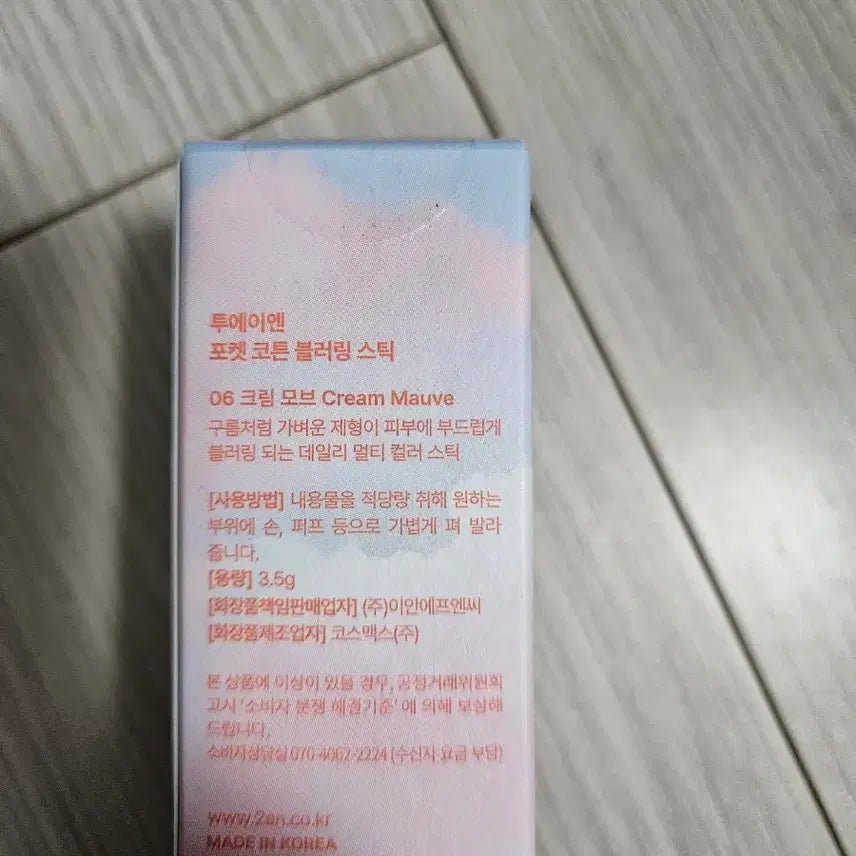 투에이엔
포켓 코튼 블러링 스틱
06 크림 모브 Cream Mauve
구름처럼 가벼운 제형이 피부에 부드럽게
블러링 되는 데일리 멀티 컬러 스틱
[사용방법] 내용물을 적당량 취해 원하는
부위에 손, 퍼프 등으로 가볍게 펴 발라
줍니다.
[용량] 3.5g
[화장품책임판매업자] (주)이안에프앤씨
[화장품제조업자] 코스맥스(주)
본 상품에 이상이 있을 경우, 공정거래위원회
고시 '소비자 분쟁 해결기준' 에 의해 보상해
드립니다.
소비자상담실 070-4062-2224 (수신자 요금 부담)
www.2an.co.kr
MADE IN KOREA